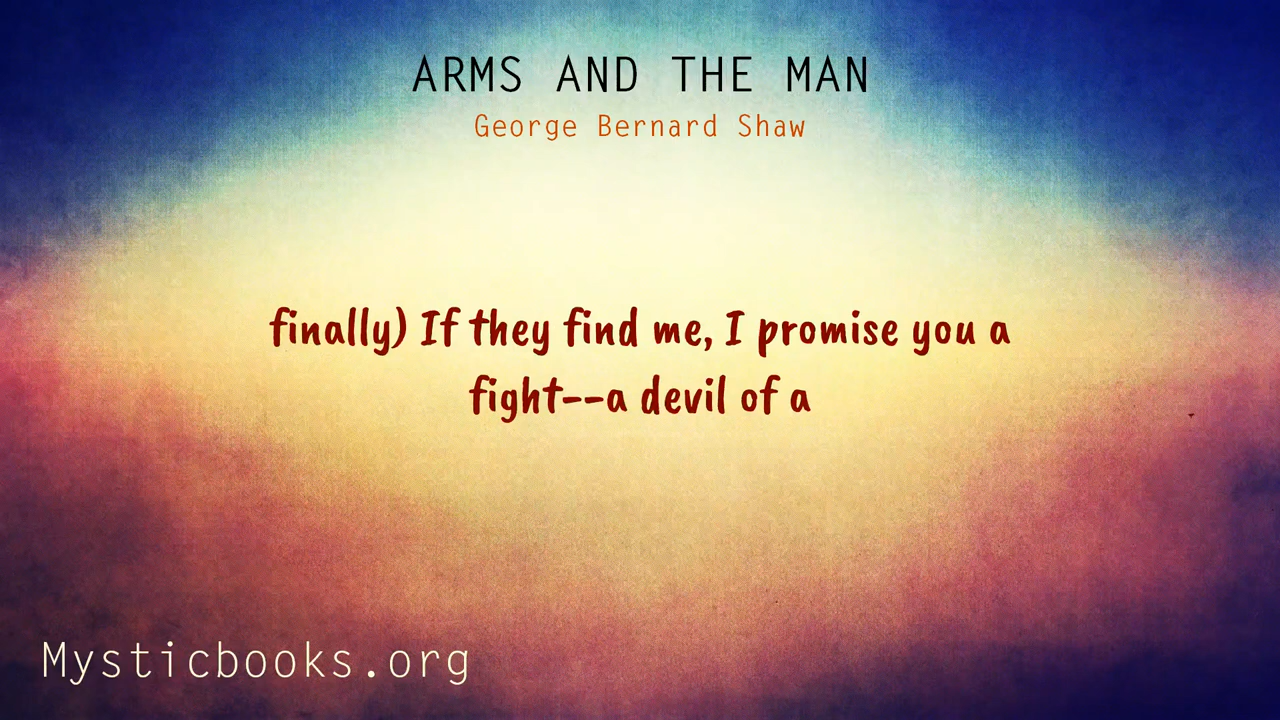 ARMS AND THE MAN
George Bernard Shaw
finally) If they find me, I promise you a
fight--a devil of a
Mysticbooks.org